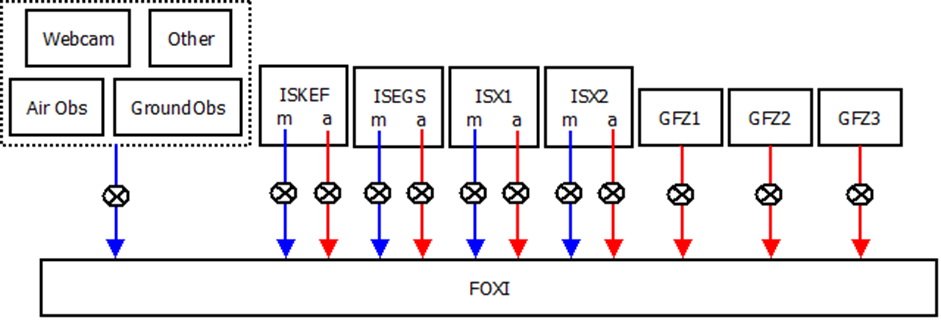 Webcam
Other
Air Obs
GroundObs
ISKEF
m a
ISEGS
m a
ISX1
m a
ISX2
m a
GFZ1
GFZ2
GFZ3
FOXI